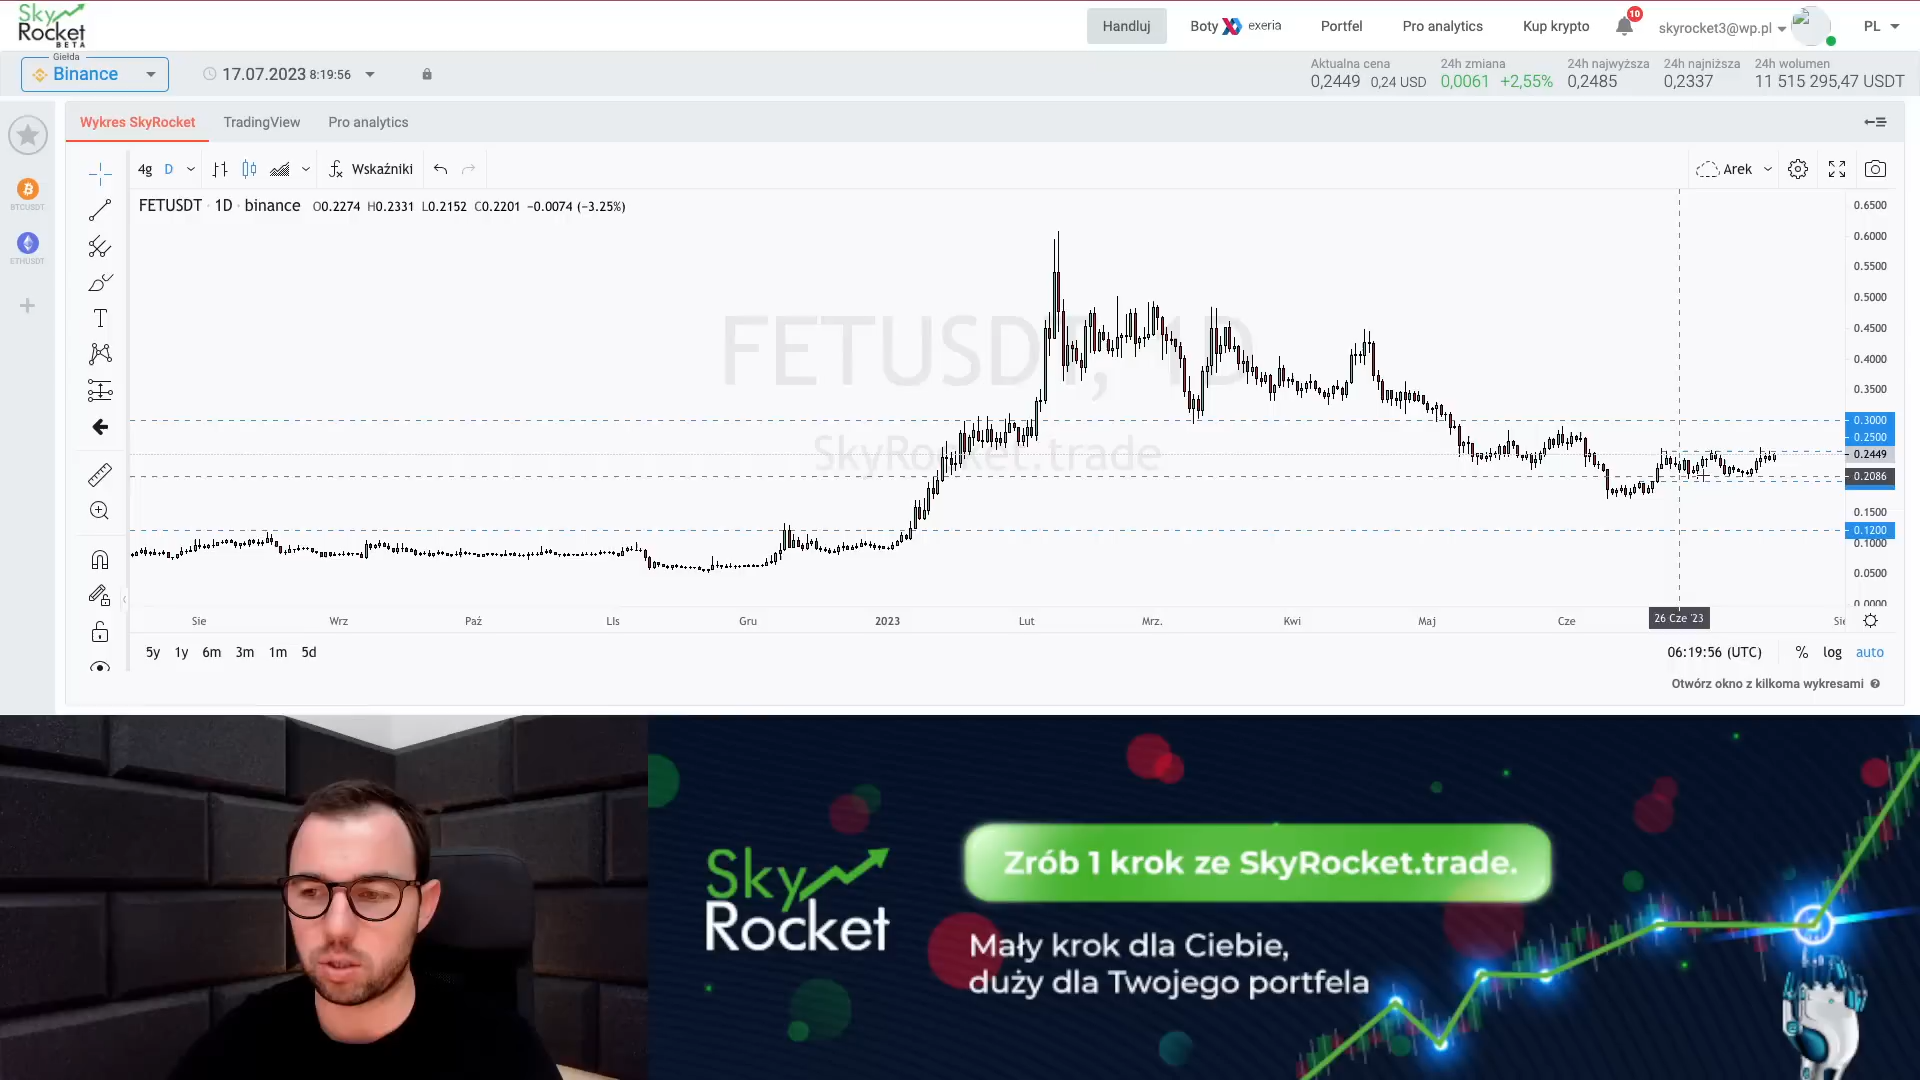 Sky
Rocket
BETA
Handluj
Boty exeria
Portfel
Pro analytics
Kup krypto
10
skyrocket3@wp.pl
PL
Giełda
Binance
17.07.2023 8:19:56
Aktualna cena
0,2449 0,24 USD
24h zmiana
0,0061 +2,55%
24h najwyższa
0,2485
24h najniższa
0,2337
24h wolumen
11 515 295,47 USDT
Wykres SkyRocket
TradingView
Pro analytics
BTCUSDT
ETHUSDT
4g D
Wskaźniki
Arek
FETUSDT · 1D · binance O0.2274 H0.2331 L0.2152 C0.2201 −0.0074 (−3.25%)
FETUSDT, 1D
SkyRocket.trade
0.6500
0.6000
0.5500
0.5000
0.4500
0.4000
0.3500
0.3000
0.2500
0.2449
0.2086
0.1500
0.1200
0.1000
0.0500
0.0000
Sie
Wrz
Paź
Lis
Gru
2023
Lut
Mrz.
Kwi
Maj
Cze
26 Cze '23
5y 1y 6m 3m 1m 5d
06:19:56 (UTC)
% log auto
Otwórz okno z kilkoma wykresami
Sky
Rocket
Zrób 1 krok ze SkyRocket.trade.
Mały krok dla Ciebie,
duży dla Twojego portfela